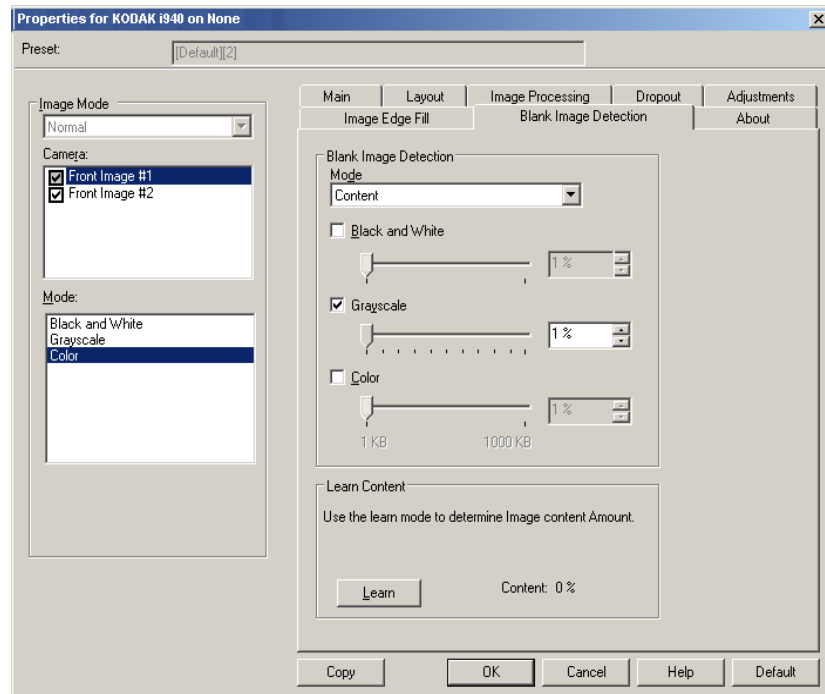 Properties for KODAK i940 on None
Preset: [Default][2]
Image Mode
Normal
Camera:
Front Image #1
Front Image #2
Mode:
Black and White
Grayscale
Color
Main Layout Image Processing Dropout Adjustments
Image Edge Fill Blank Image Detection About
Blank Image Detection
Mode
Content
Black and White
1 %
Grayscale
1 %
Color
1 %
1 KB 1000 KB
Learn Content
Use the learn mode to determine Image content Amount.
Learn Content: 0 %
Copy OK Cancel Help Default